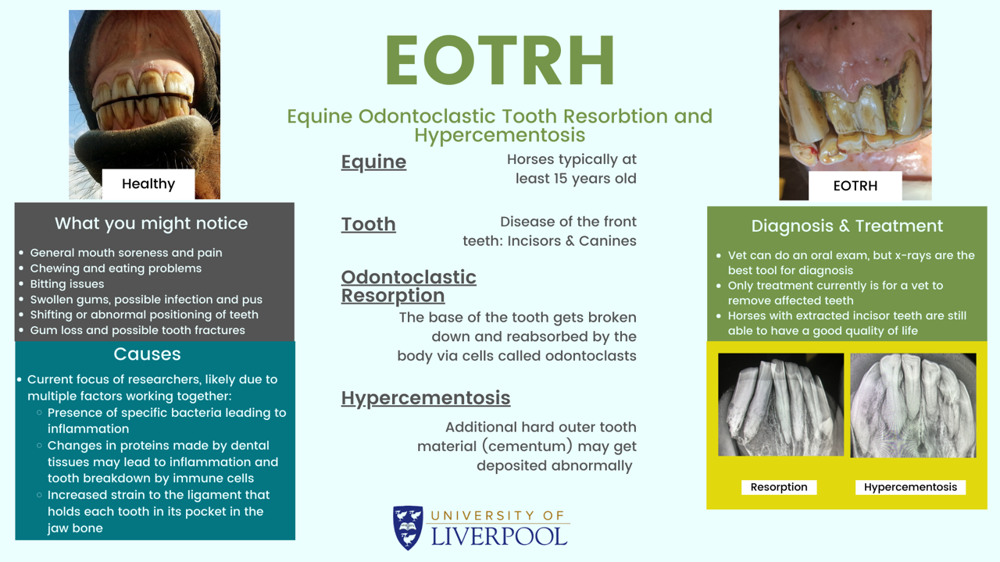 EOTRH
Equine Odontoclastic Tooth Resorbtion and
Hypercementosis
Healthy
What you might notice
• General mouth soreness and pain
• Chewing and eating problems
• Bitting issues
• Swollen gums, possible infection and pus
• Shifting or abnormal positioning of teeth
• Gum loss and possible tooth fractures
Causes
• Current focus of researchers, likely due to
multiple factors working together:
○ Presence of specific bacteria leading to
inflammation
○ Changes in proteins made by dental
tissues may lead to inflammation and
tooth breakdown by immune cells
○ Increased strain to the ligament that
holds each tooth in its pocket in the
jaw bone
Equine
Horses typically at
least 15 years old
Tooth
Disease of the front
teeth: Incisors & Canines
Odontoclastic
Resorption
The base of the tooth gets broken
down and reabsorbed by the
body via cells called odontoclasts
Hypercementosis
Additional hard outer tooth
material (cementum) may get
deposited abnormally
UNIVERSITY OF
LIVERPOOL
EOTRH
Diagnosis & Treatment
• Vet can do an oral exam, but x-rays are the
best tool for diagnosis
• Only treatment currently is for a vet to
remove affected teeth
• Horses with extracted incisor teeth are still
able to have a good quality of life
Resorption
Hypercementosis